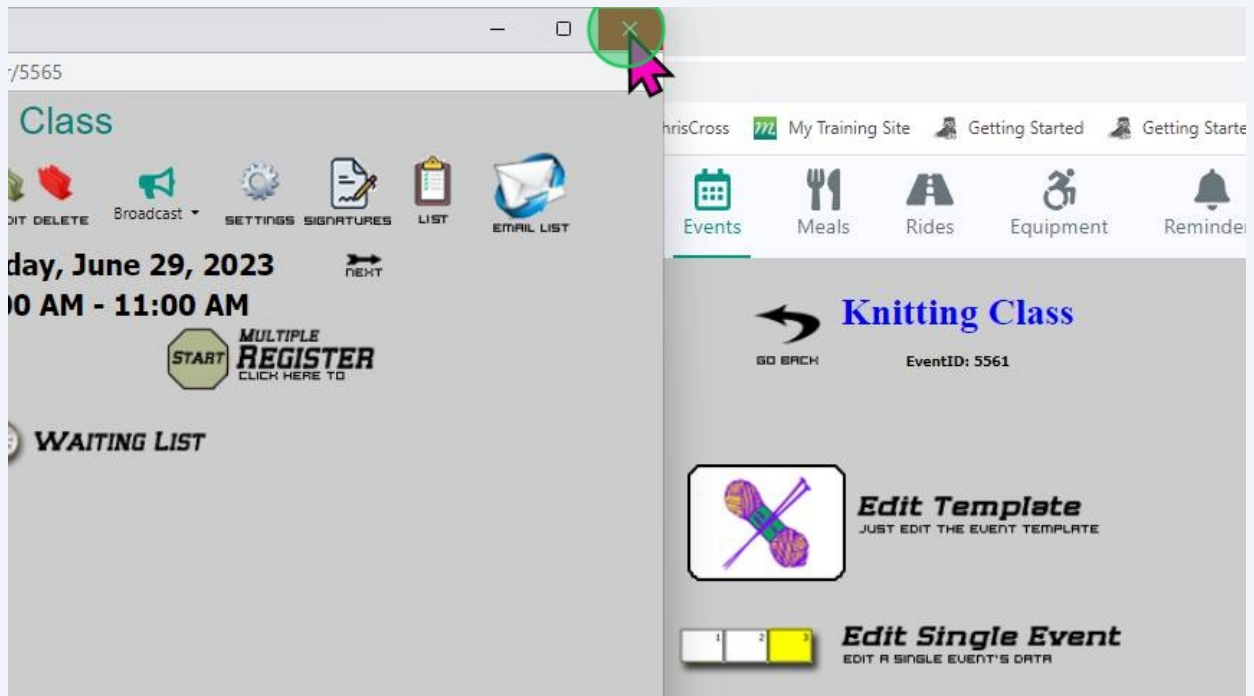 r/5565
Class
IT DELETE
Broadcast
SETTINGS
SIGNATURES
LIST
EMAIL LIST
day, June 29, 2023
NEXT
00 AM - 11:00 AM
START
MULTIPLE
REGISTER
CLICK HERE TO
WAITING LIST
hrisCross
My Training Site
Getting Started
Getting Starte
Events
Meals
Rides
Equipment
Reminder
GO BACK
Knitting Class
EventID: 5561
Edit Template
JUST EDIT THE EVENT TEMPLATE
1 2 3
Edit Single Event
EDIT A SINGLE EVENT'S DATA